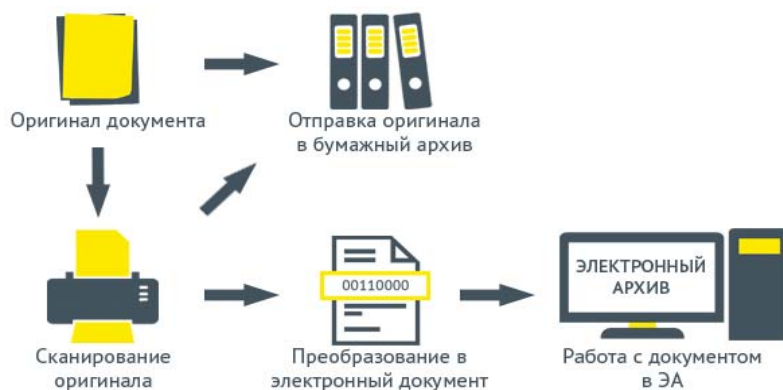 Оригинал документа
Отправка оригинала
в бумажный архив
00110000
ЭЛЕКТРОННЫЙ
АРХИВ
Сканирование
оригинала
Преобразование в
электронный документ
Работа с документом
в ЭА